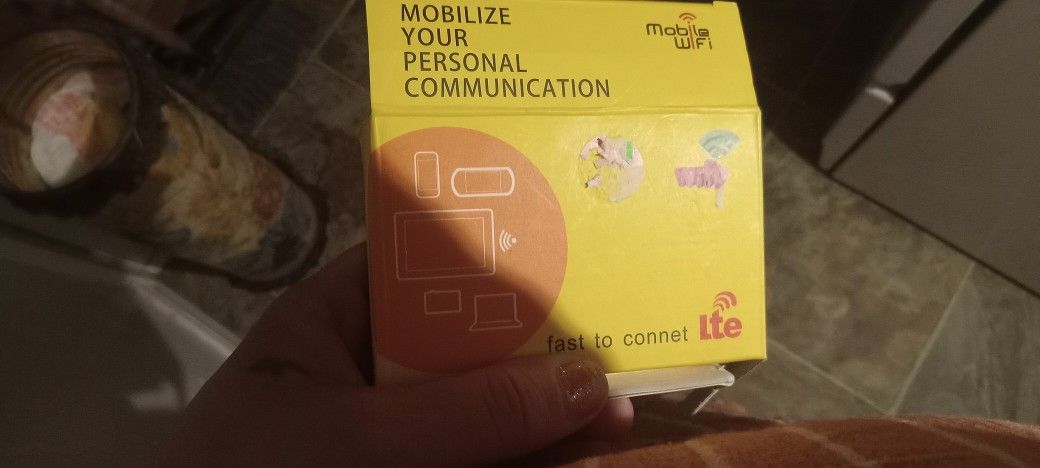 MOBILIZE
YOUR
PERSONAL
COMMUNICATION
Mobile
WiFi
fast to connet Lte